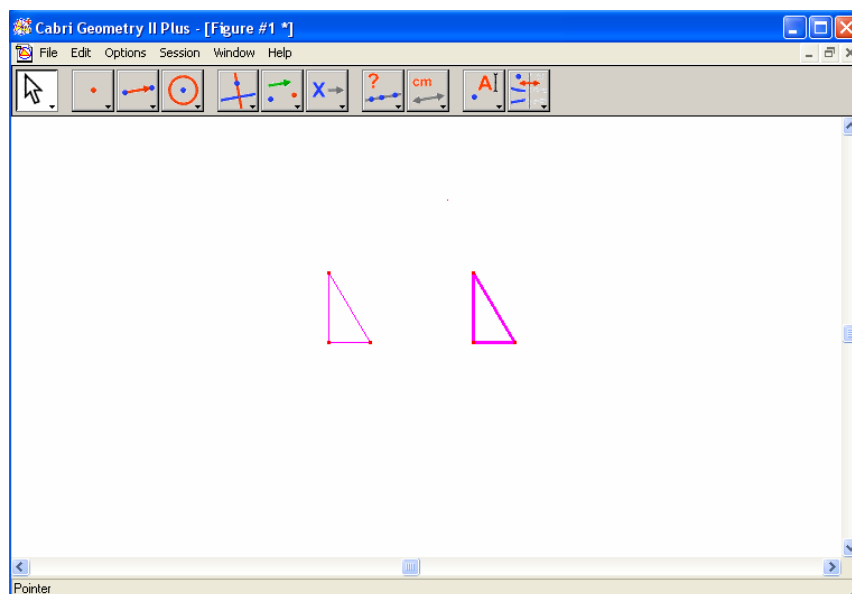 Cabri Geometry II Plus - [Figure #1 *]
File Edit Options Session Window Help
X ? cm A
Pointer